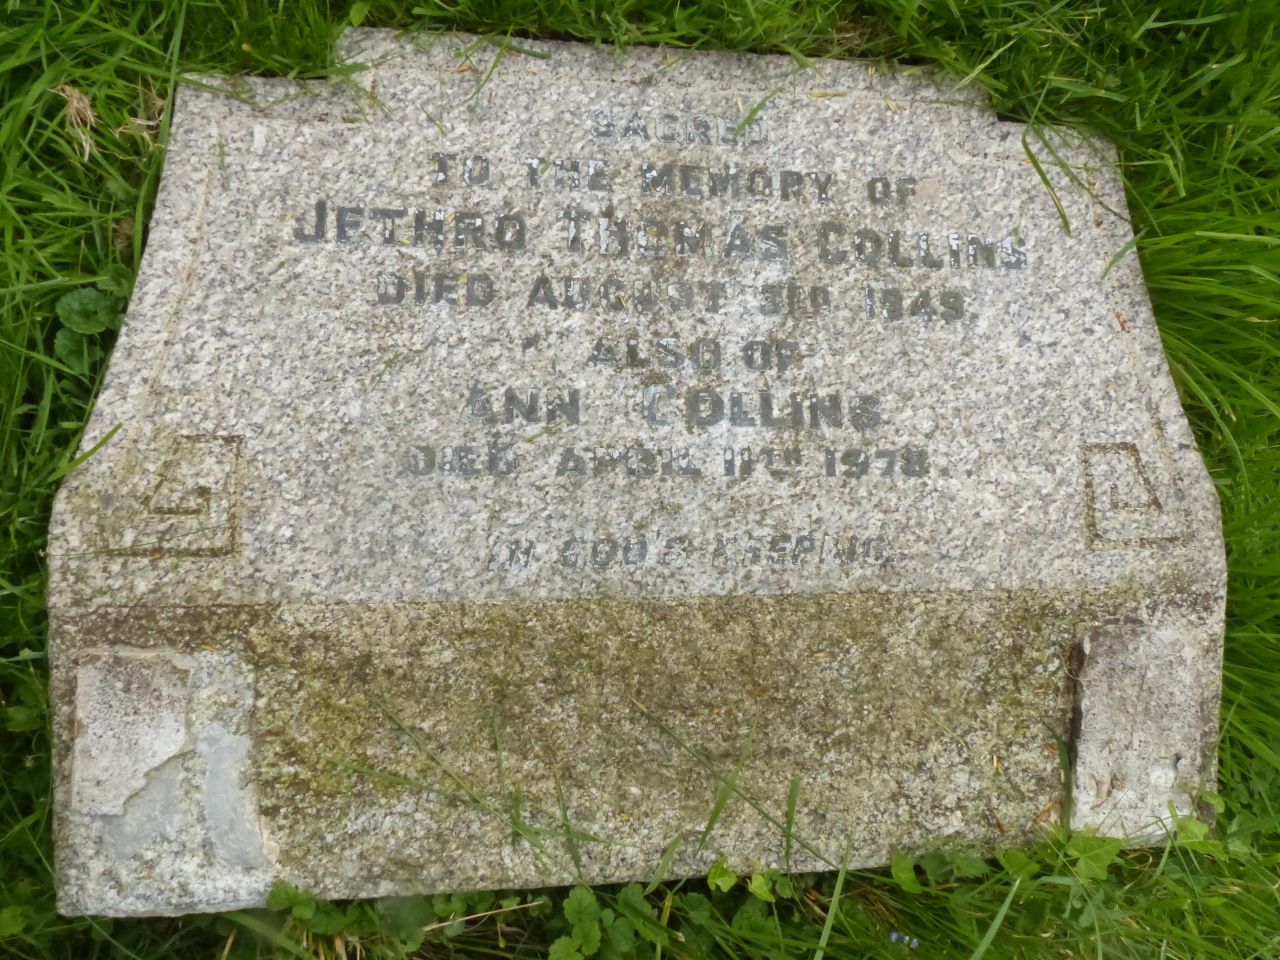 SACRED
TO THE MEMORY OF
JETHRO THOMAS COLLINS
DIED AUGUST 3RD 1949.
ALSO OF
ANN COLLINS
DIED APRIL 11TH 1978.
IN GOD'S KEEPING.